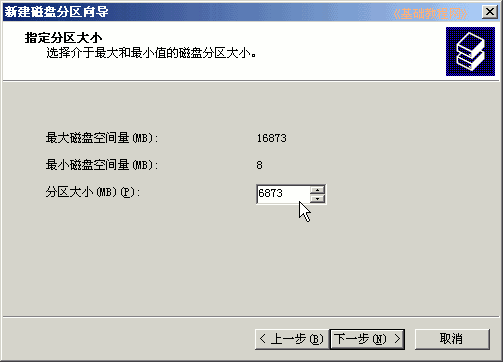 新建磁盘分区向导
《基础教程网》
指定分区大小
选择介于最大和最小值的磁盘分区大小。
最大磁盘空间量(MB): 16873
最小磁盘空间量(MB): 8
分区大小(MB)(P): 6873
< 上一步(B) 下一步(N) > 取消